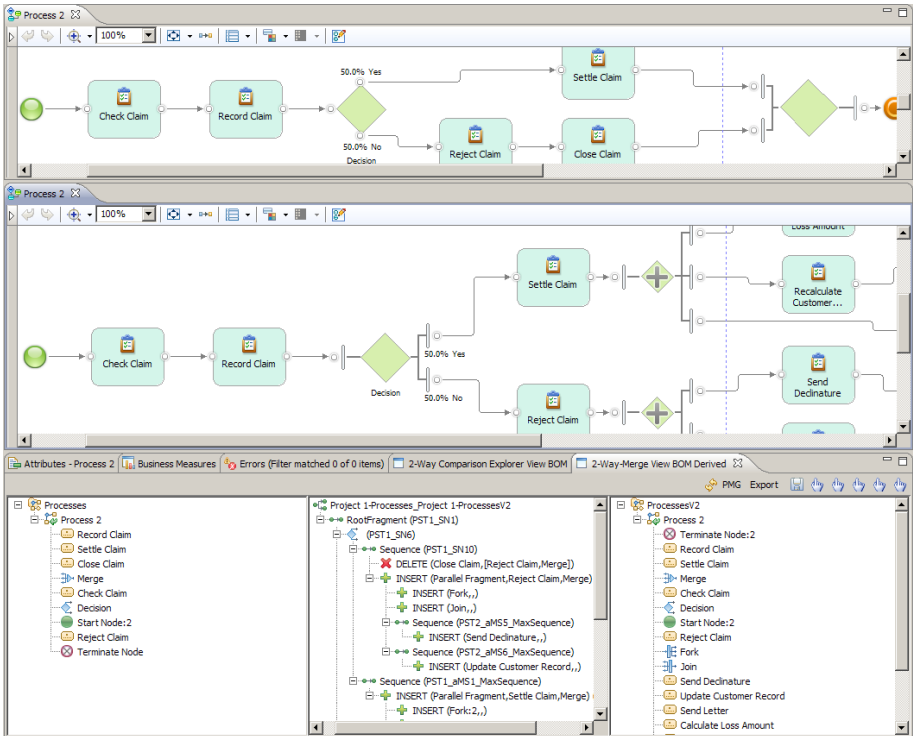 Process 2
100%
50.0% Yes
Settle Claim
Check Claim
Record Claim
50.0% No
Decision
Reject Claim
Close Claim
Process 2
100%
Loss Amount
Settle Claim
Recalculate
Customer...
Check Claim
Record Claim
50.0% Yes
Decision
50.0% No
Send
Declinature
Reject Claim
Attributes - Process 2 Business Measures Errors (Filter matched 0 of 0 items) 2-Way Comparison Explorer View BOM 2-Way-Merge View BOM Derived
PMG Export
Processes
Process 2
Record Claim
Settle Claim
Close Claim
Merge
Check Claim
Decision
Start Node:2
Reject Claim
Terminate Node
Project 1-Processes_Project 1-ProcessesV2
RootFragment (PST1_SN1)
(PST1_SN6)
Sequence (PST1_SN10)
DELETE (Close Claim,[Reject Claim,Merge])
INSERT (Parallel Fragment,Reject Claim,Merge)
INSERT (Fork,,)
INSERT (Join,,)
Sequence (PST2_aMS5_MaxSequence)
INSERT (Send Declinature,,)
Sequence (PST2_aMS6_MaxSequence)
INSERT (Update Customer Record,,)
Sequence (PST1_aMS1_MaxSequence)
INSERT (Parallel Fragment,Settle Claim,Merge)
INSERT (Fork:2,,)
ProcessesV2
Process 2
Terminate Node:2
Record Claim
Settle Claim
Merge
Check Claim
Decision
Start Node:2
Reject Claim
Fork
Join
Send Declinature
Update Customer Record
Send Letter
Calculate Loss Amount